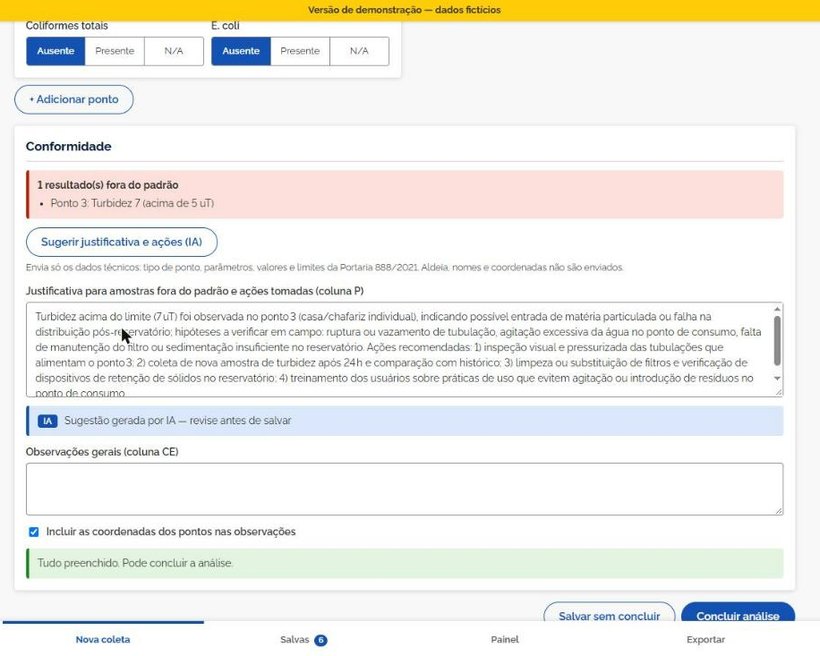 Versão de demonstração — dados fictícios
Coliformes totais
E. coli
Ausente Presente N/A Ausente Presente N/A
+ Adicionar ponto
Conformidade
1 resultado(s) fora do padrão
• Ponto 3: Turbidez 7 (acima de 5 uT)
Sugerir justificativa e ações (IA)
Envia só os dados técnicos: tipo de ponto, parâmetros, valores e limites da Portaria 888/2021. Aldeia, nomes e coordenadas não são enviados.
Justificativa para amostras fora do padrão e ações tomadas (coluna P)
Turbidez acima do limite (7 uT) foi observada no ponto 3 (casa/chafariz individual), indicando possível entrada de matéria particulada ou falha na
distribuição pós-reservatório; hipóteses a verificar em campo: ruptura ou vazamento de tubulação, agitação excessiva da água no ponto de consumo, falta
de manutenção do filtro ou sedimentação insuficiente no reservatório. Ações recomendadas: 1) inspeção visual e pressurizada das tubulações que
alimentam o ponto 3; 2) coleta de nova amostra de turbidez após 24 h e comparação com histórico; 3) limpeza ou substituição de filtros e verificação de
dispositivos de retenção de sólidos no reservatório; 4) treinamento dos usuários sobre práticas de uso que evitem agitação ou introdução de resíduos no
ponto de consumo.
IA Sugestão gerada por IA — revise antes de salvar
Observações gerais (coluna CE)
Incluir as coordenadas dos pontos nas observações
Tudo preenchido. Pode concluir a análise.
Salvar sem concluir Concluir análise
Nova coleta Salvas 6 Painel Exportar